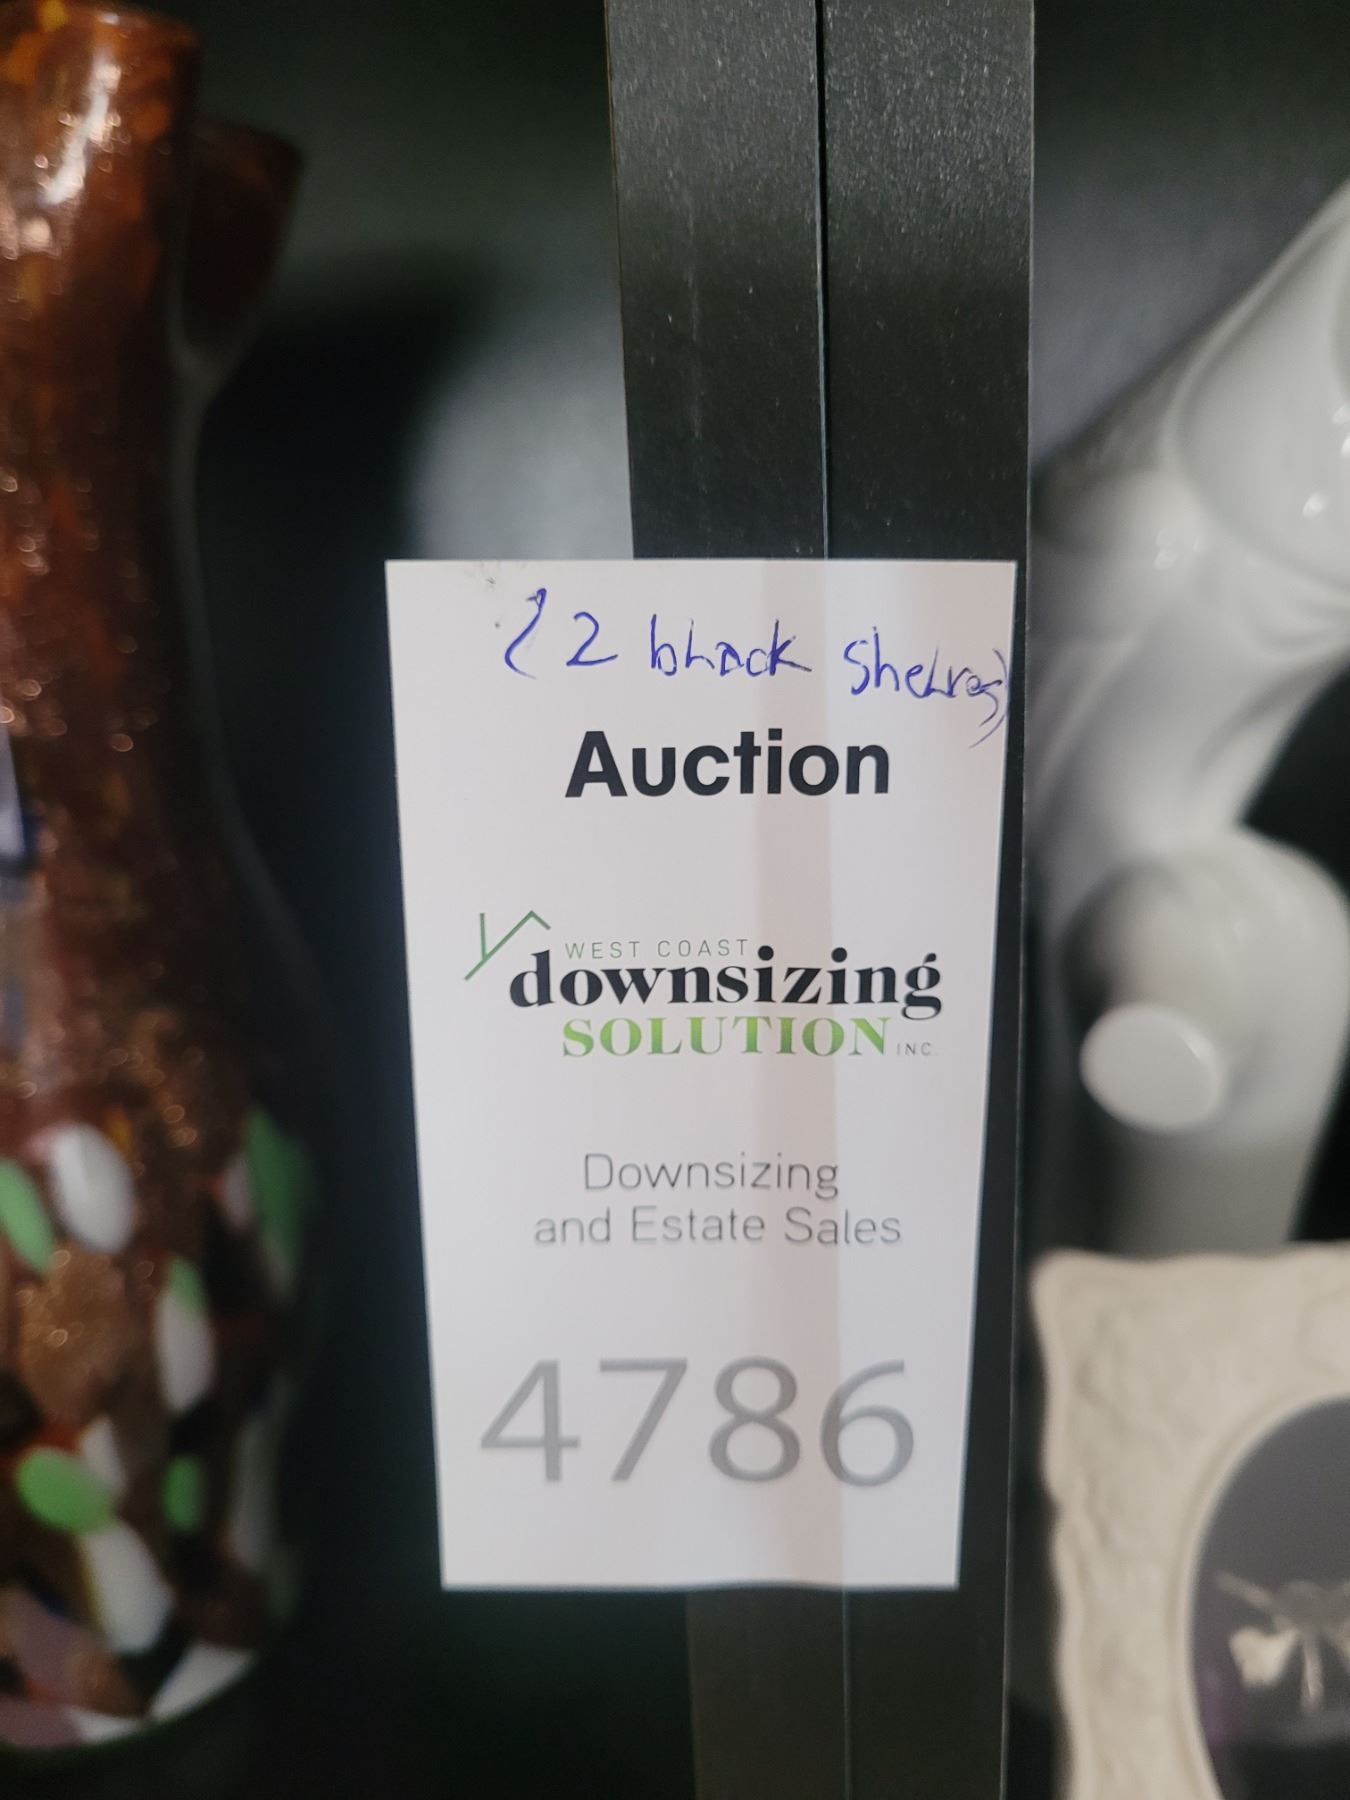 (2 black shelves)
Auction
WEST COAST
downsizing
SOLUTION INC.
Downsizing
and Estate Sales
4786